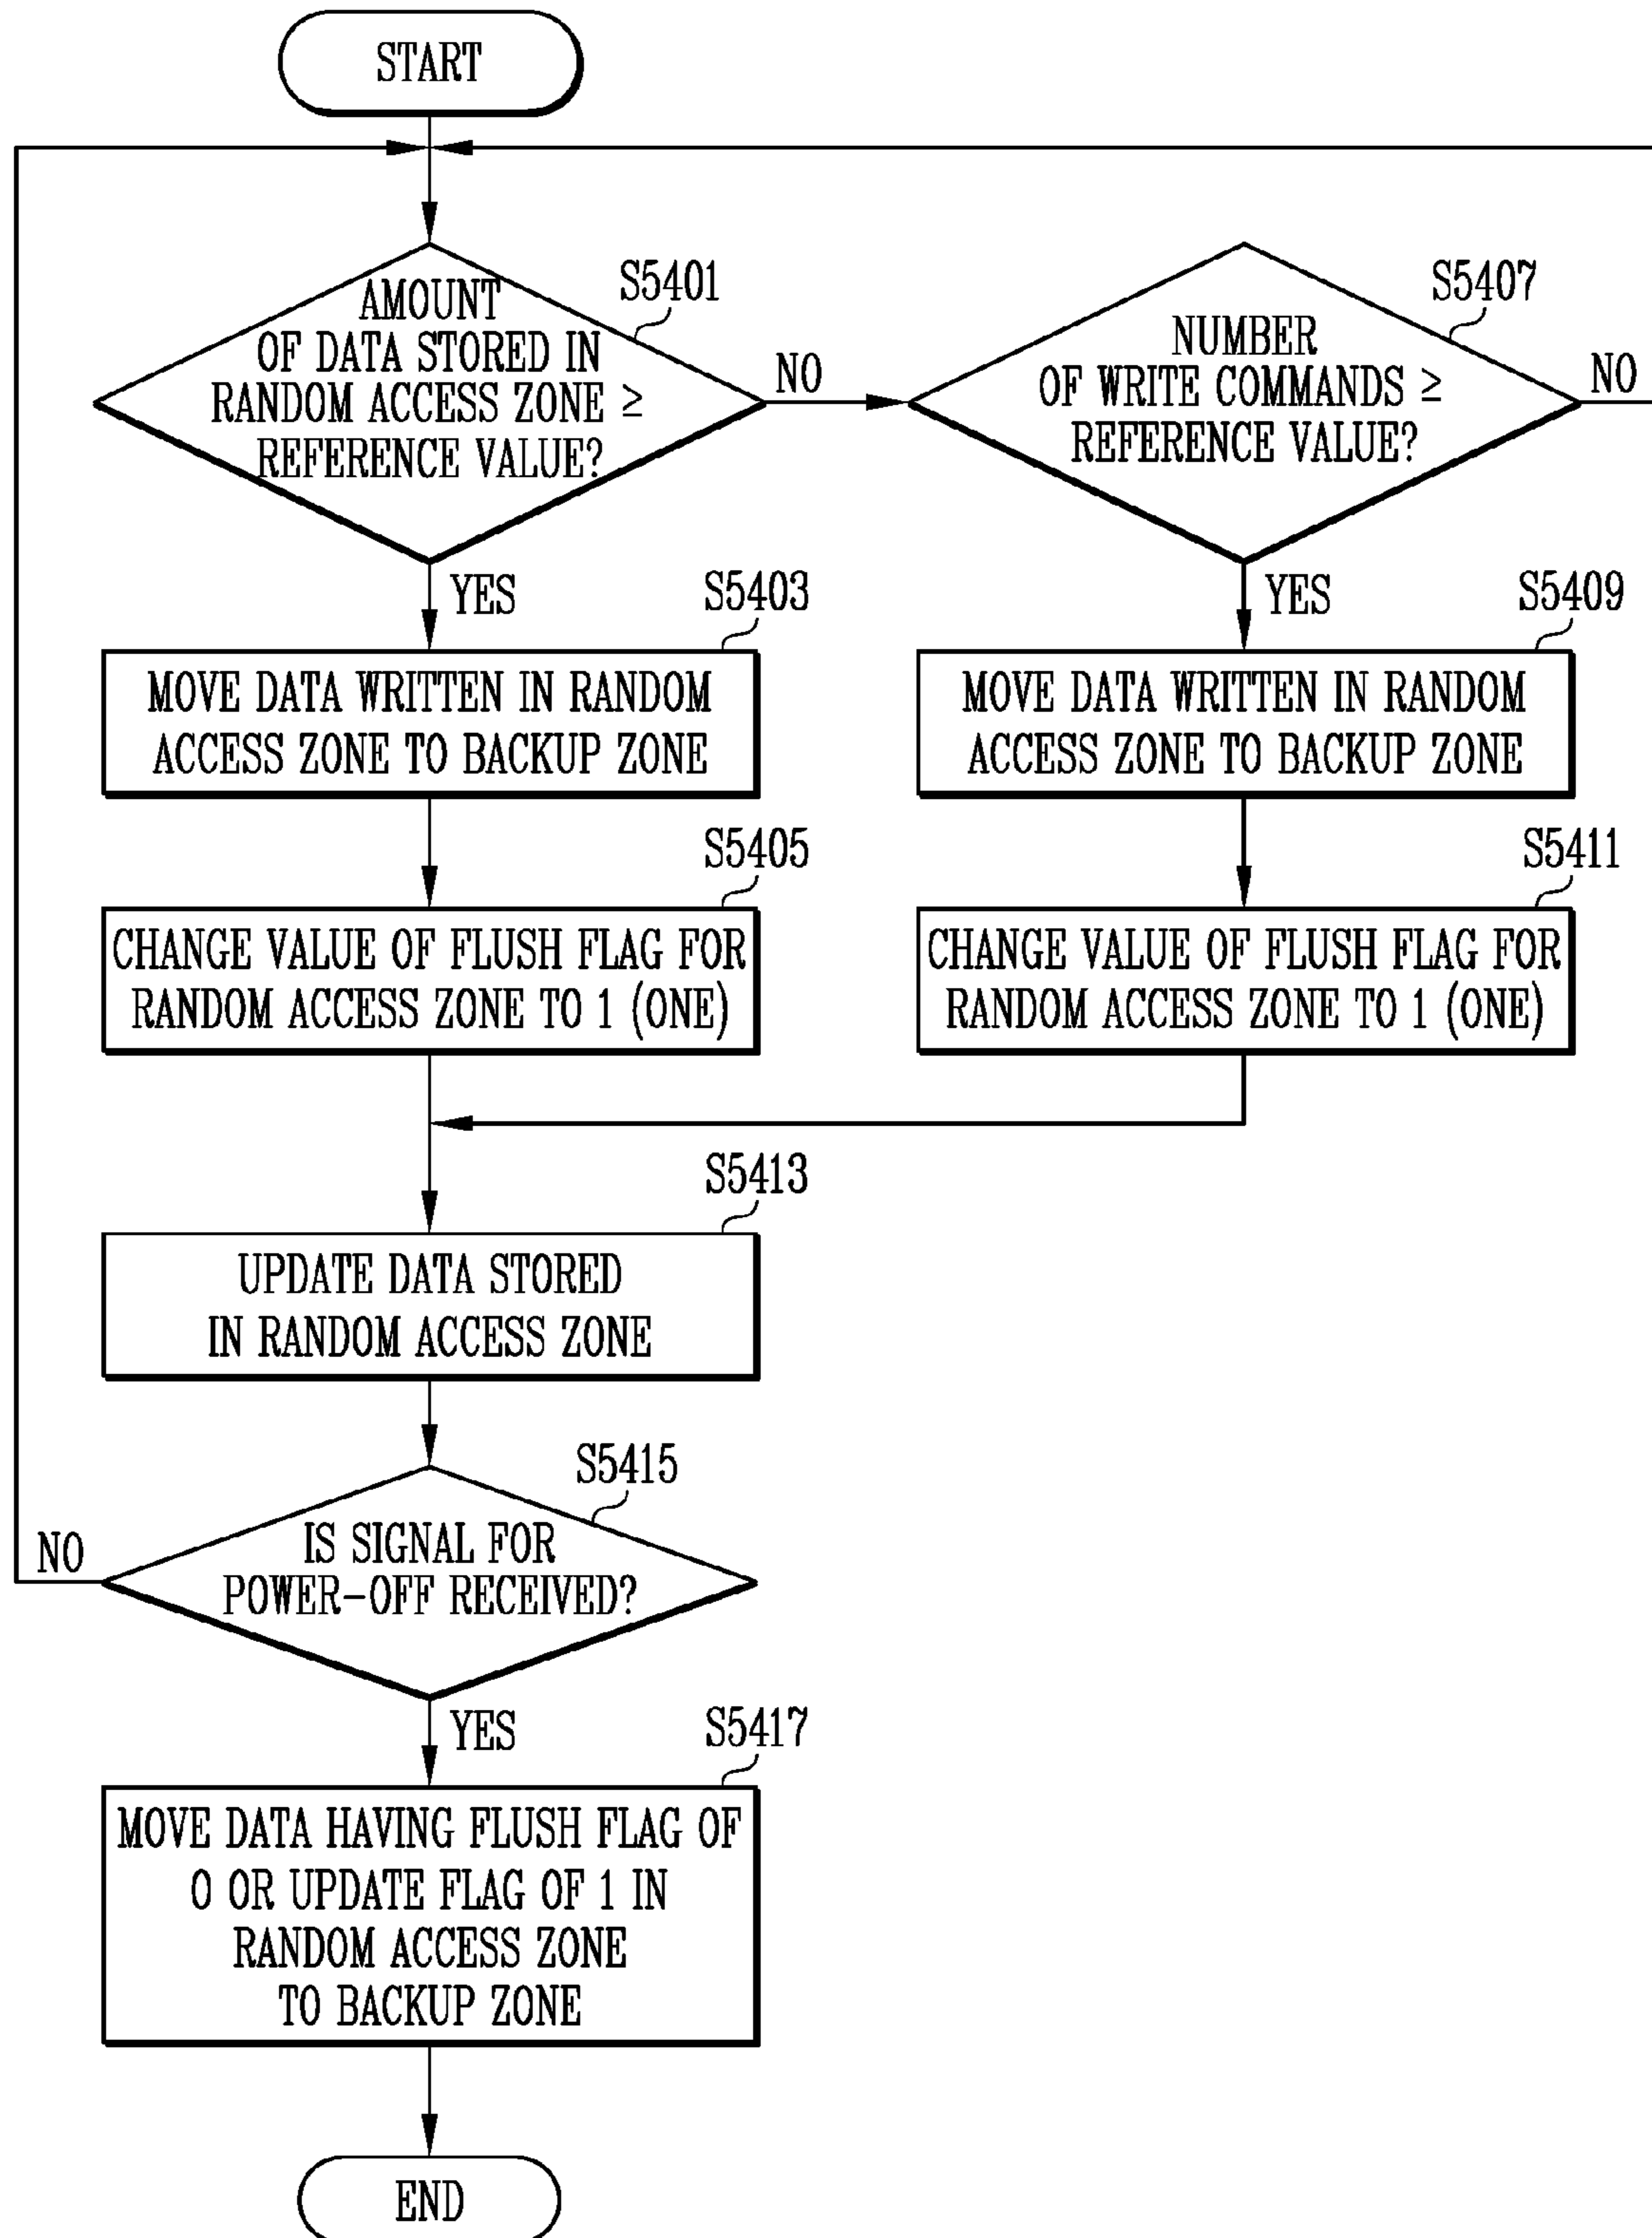 START
S5401
AMOUNT
OF DATA STORED IN
RANDOM ACCESS ZONE ≥
REFERENCE VALUE?
NO
S5407
NUMBER
OF WRITE COMMANDS ≥
REFERENCE VALUE?
NO
YES
S5403
MOVE DATA WRITTEN IN RANDOM
ACCESS ZONE TO BACKUP ZONE
YES
S5409
MOVE DATA WRITTEN IN RANDOM
ACCESS ZONE TO BACKUP ZONE
S5405
CHANGE VALUE OF FLUSH FLAG FOR
RANDOM ACCESS ZONE TO 1 (ONE)
S5411
CHANGE VALUE OF FLUSH FLAG FOR
RANDOM ACCESS ZONE TO 1 (ONE)
S5413
UPDATE DATA STORED
IN RANDOM ACCESS ZONE
S5415
IS SIGNAL FOR
POWER-OFF RECEIVED?
NO
YES
S5417
MOVE DATA HAVING FLUSH FLAG OF
0 OR UPDATE FLAG OF 1 IN
RANDOM ACCESS ZONE
TO BACKUP ZONE
END